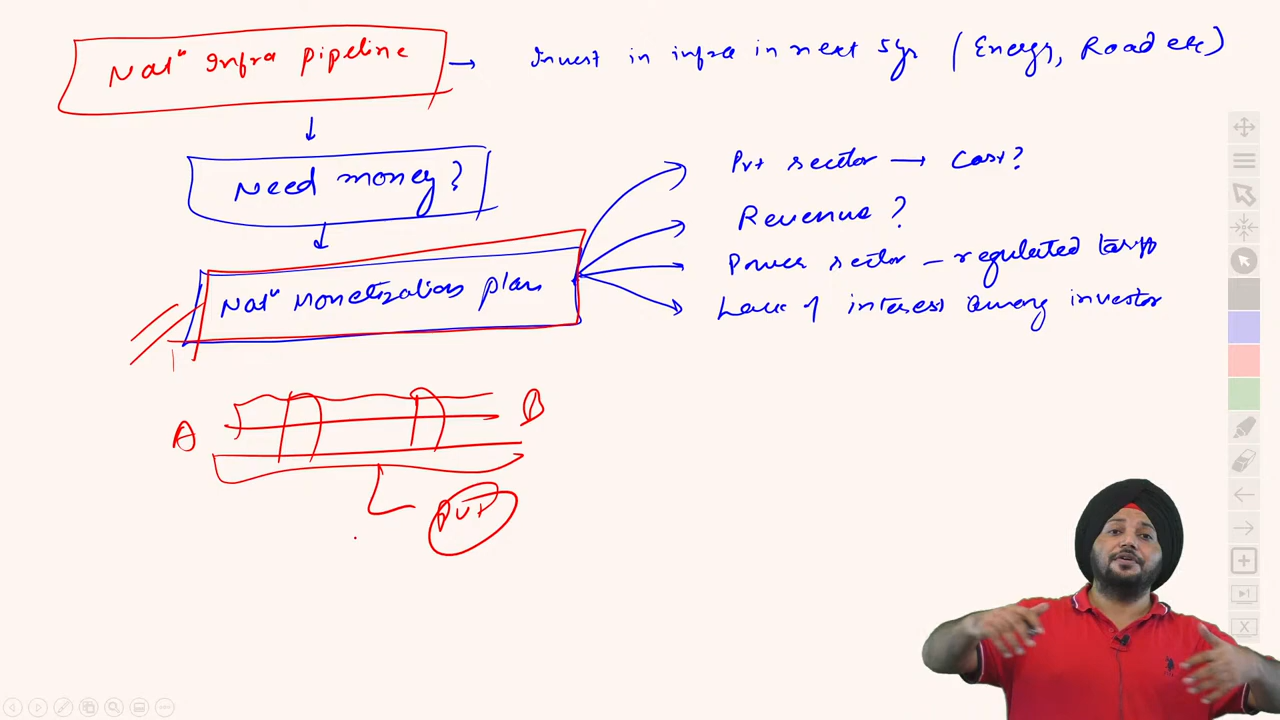 Natⁿ Infra pipeline → Invest in infra in next 5yr (Energy, Road etc)
Need money?
Pvt sector → Cost?
Revenue?
Power sector – regulated tariff
Natⁿ Monetization plan
Lack of interest among investor
A B
Pvt